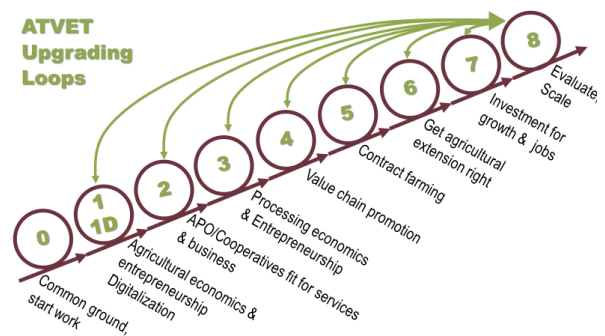 ATVET
Upgrading
Loops
0
1
1D
2
3
4
5
6
7
8
Common ground,
start work
Agricultural economics &
entrepreneurship
Digitalization
APO/Cooperatives fit for services
& business
Processing economics
& Entrepreneurship
Value chain promotion
Contract farming
Get agricultural
extension right
Investment for
growth & jobs
Evaluate,
Scale